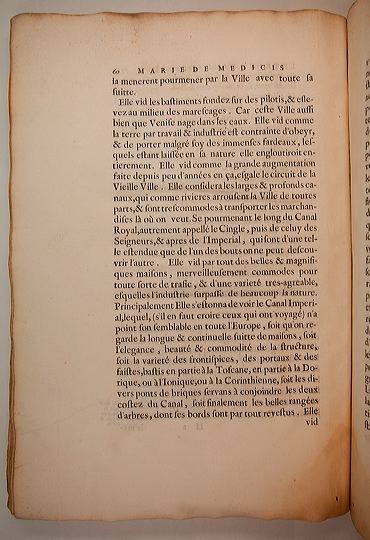 60 MARIE DE MEDICIS
la menerent pourmener par la Ville avec toute sa
suitte.
Elle vid les bastiments fondez sur des pilotis, & esle-
vez au milieu des marescages. Car ceste Ville aussi
bien que Venise nage dans les eaux. Elle vid comme
la terre par travail & industrie est contrainte d'obeyr,
& de porter malgré soy des immenses fardeaux, les-
quels estant laissée en sa nature elle engloutiroit en-
tierement. Elle vid comme la grande augmentation
faite depuis peu d'années en ça, esgale le circuit de la
Vieille Ville. Elle considera les larges & profonds ca-
naux, qui comme rivieres arrousent la Ville de toutes
parts, & sont trescommodes à transporter les marchan-
dises là où on veut. Se pourmenant le long du Canal
Royal, autrement appellé le Cingle, puis de celuy des
Seigneurs, & apres de l'Imperial, qui sont d'une tel-
le estendue que de l'un des bouts on ne peut descou-
vrir l'autre. Elle vid par tout des belles & magnifi-
ques maisons, merveilleusement commodes pour
toute sorte de trafic, & d'une varieté tres-agreable,
esquelles l'industrie surpasse de beaucoup la nature.
Principalement Elle s'estonna de voir le Canal Imperi-
al, lequel, (s'il en faut croire ceux qui ont voyagé) n'a
point son semblable en toute l'Europe, soit qu'on re-
garde la longue & continuelle suitte de maisons, soit
l'elegance, beauté & commodité de la structure,
soit la varieté des frontispices, des portaux & des
faistes, bastis en partie à la Toscane, en partie à la Do-
rique, ou à l'Ionique, ou à la Corinthienne, soit les di-
vers ponts de briques servans à conjoindre les deux
costez du Canal, soit finalement les belles rangées
d'arbres, dont ses bords sont par tout revestus. Elle
vid